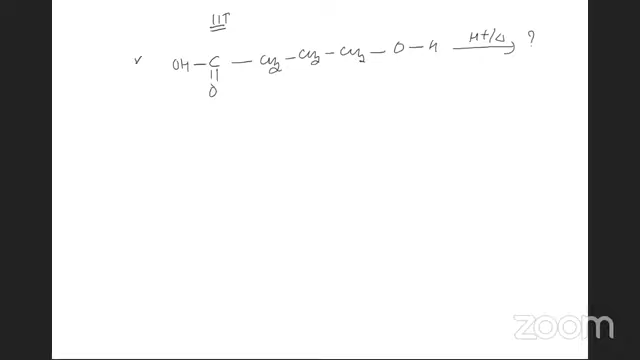 IIT
OH – C – CH2 – CH2 – CH2 – O – H H+/Δ ?
||
O
zoom